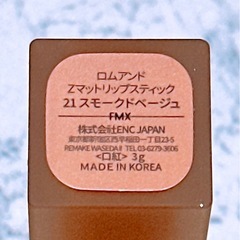 ロムアンド
Zマットリップスティック
21 スモークドベージュ
FMX
株式会社ENC JAPAN
東京都新宿区西早稲田一丁目23-5
REMAKE WASEDA1F TEL 03-6279-3606
<口紅> 3g
MADE IN KOREA